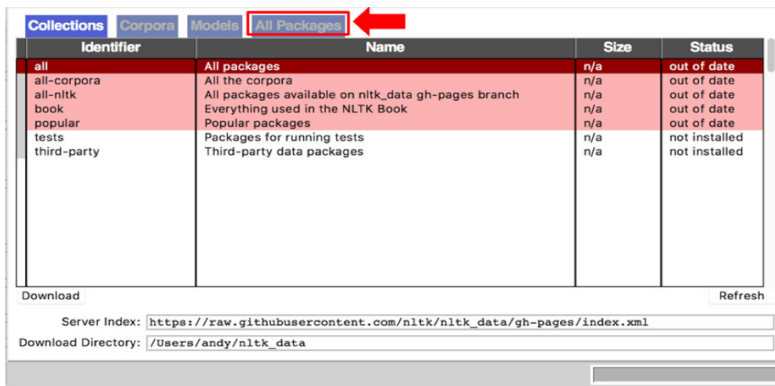 Collections Corpora Models All Packages
Identifier Name Size Status
all All packages n/a out of date
all-corpora All the corpora n/a out of date
all-nltk All packages available on nltk_data gh-pages branch n/a out of date
book Everything used in the NLTK Book n/a out of date
popular Popular packages n/a out of date
tests Packages for running tests n/a not installed
third-party Third-party data packages n/a not installed
Download Refresh
Server Index: https://raw.githubusercontent.com/nltk/nltk_data/gh-pages/index.xml
Download Directory: /Users/andy/nltk_data